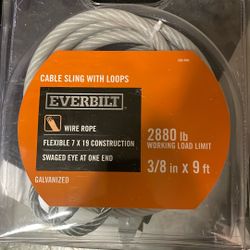 CABLE SLING WITH LOOPS
EVERBILT
WIRE ROPE
FLEXIBLE 7 X 19 CONSTRUCTION
SWAGED EYE AT ONE END
GALVANIZED
2880 lb
WORKING LOAD LIMIT
3/8 in x 9 ft